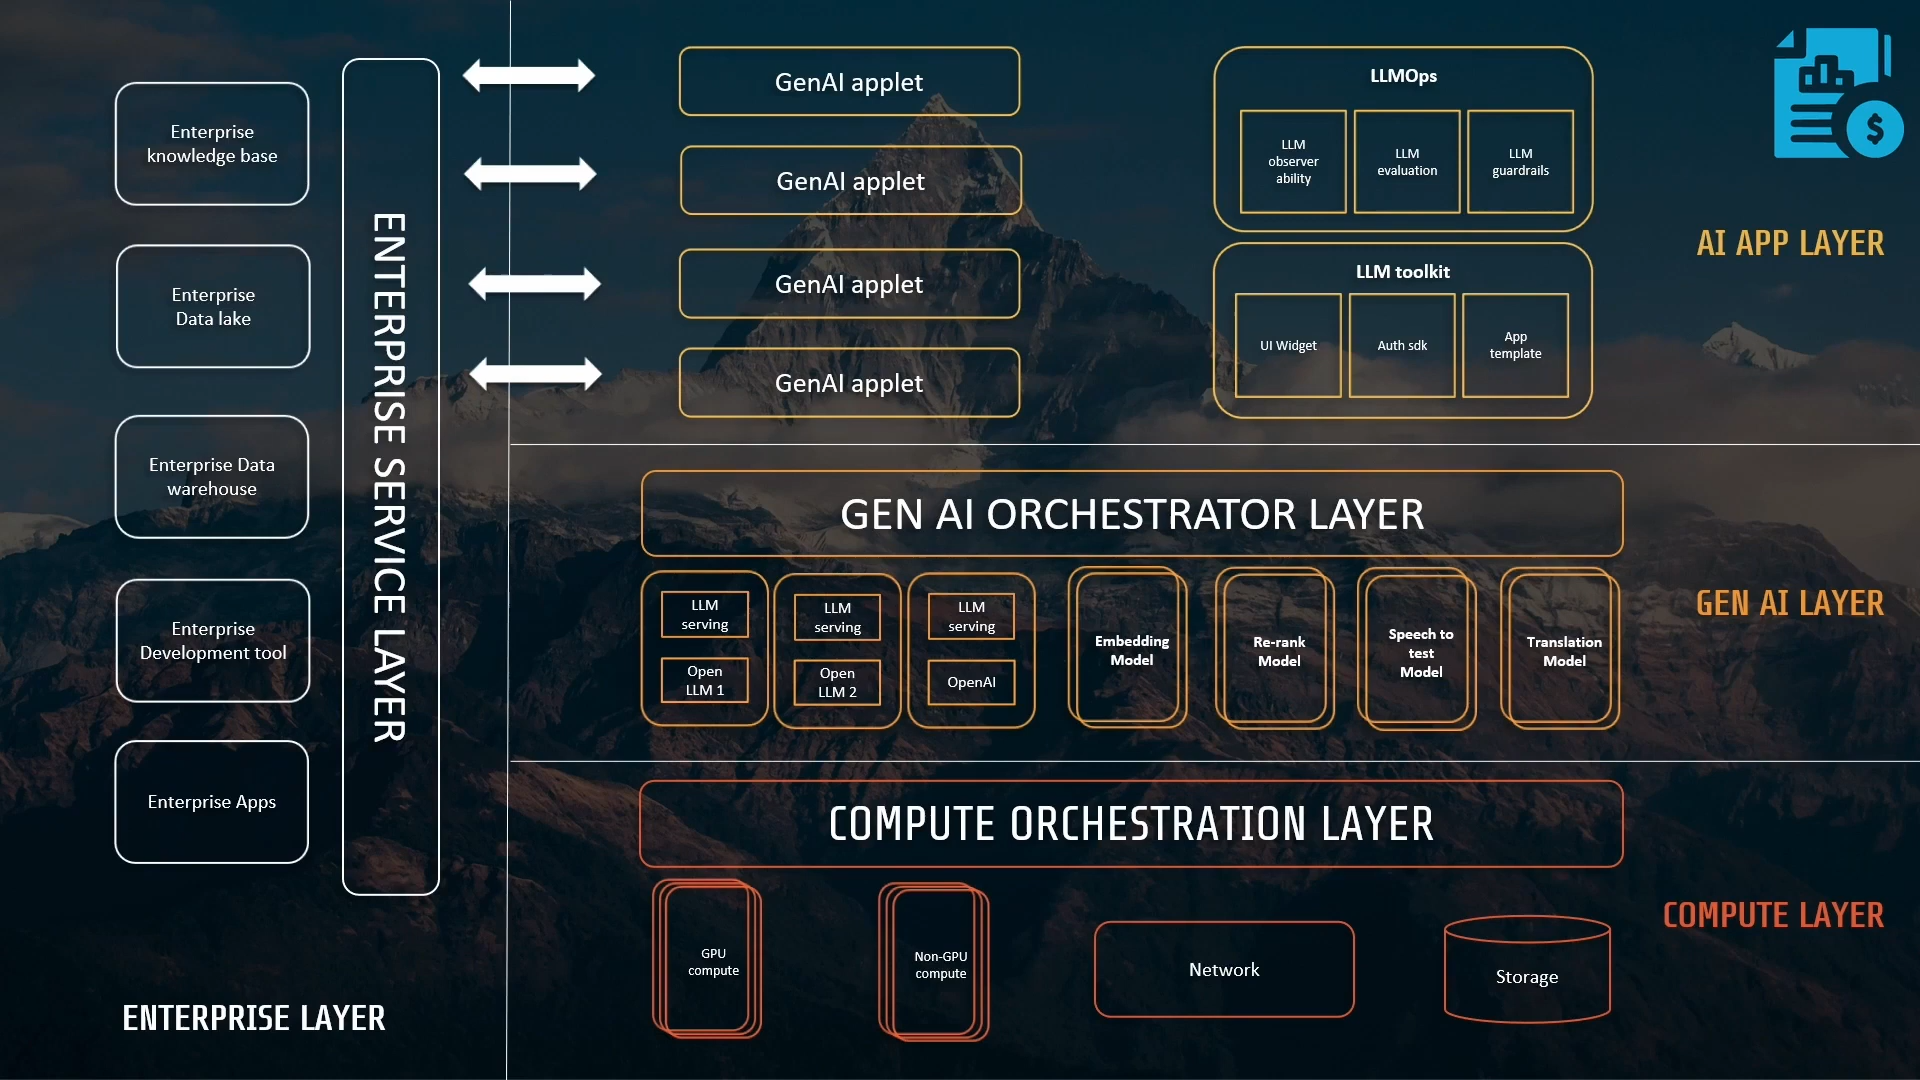 Enterprise
knowledge base
Enterprise
Data lake
Enterprise Data
warehouse
Enterprise
Development tool
Enterprise Apps
ENTERPRISE LAYER
ENTERPRISE SERVICE LAYER
GenAI applet
GenAI applet
GenAI applet
GenAI applet
LLMOps
LLM
observer
ability
LLM
evaluation
LLM
guardrails
LLM toolkit
UI Widget
Auth sdk
App
template
$
AI APP LAYER
GEN AI ORCHESTRATOR LAYER
LLM
serving
Open
LLM 1
LLM
serving
Open
LLM 2
LLM
serving
OpenAI
Embedding
Model
Re-rank
Model
Speech to
test
Model
Translation
Model
GEN AI LAYER
COMPUTE ORCHESTRATION LAYER
GPU
compute
Non-GPU
compute
Network
Storage
COMPUTE LAYER